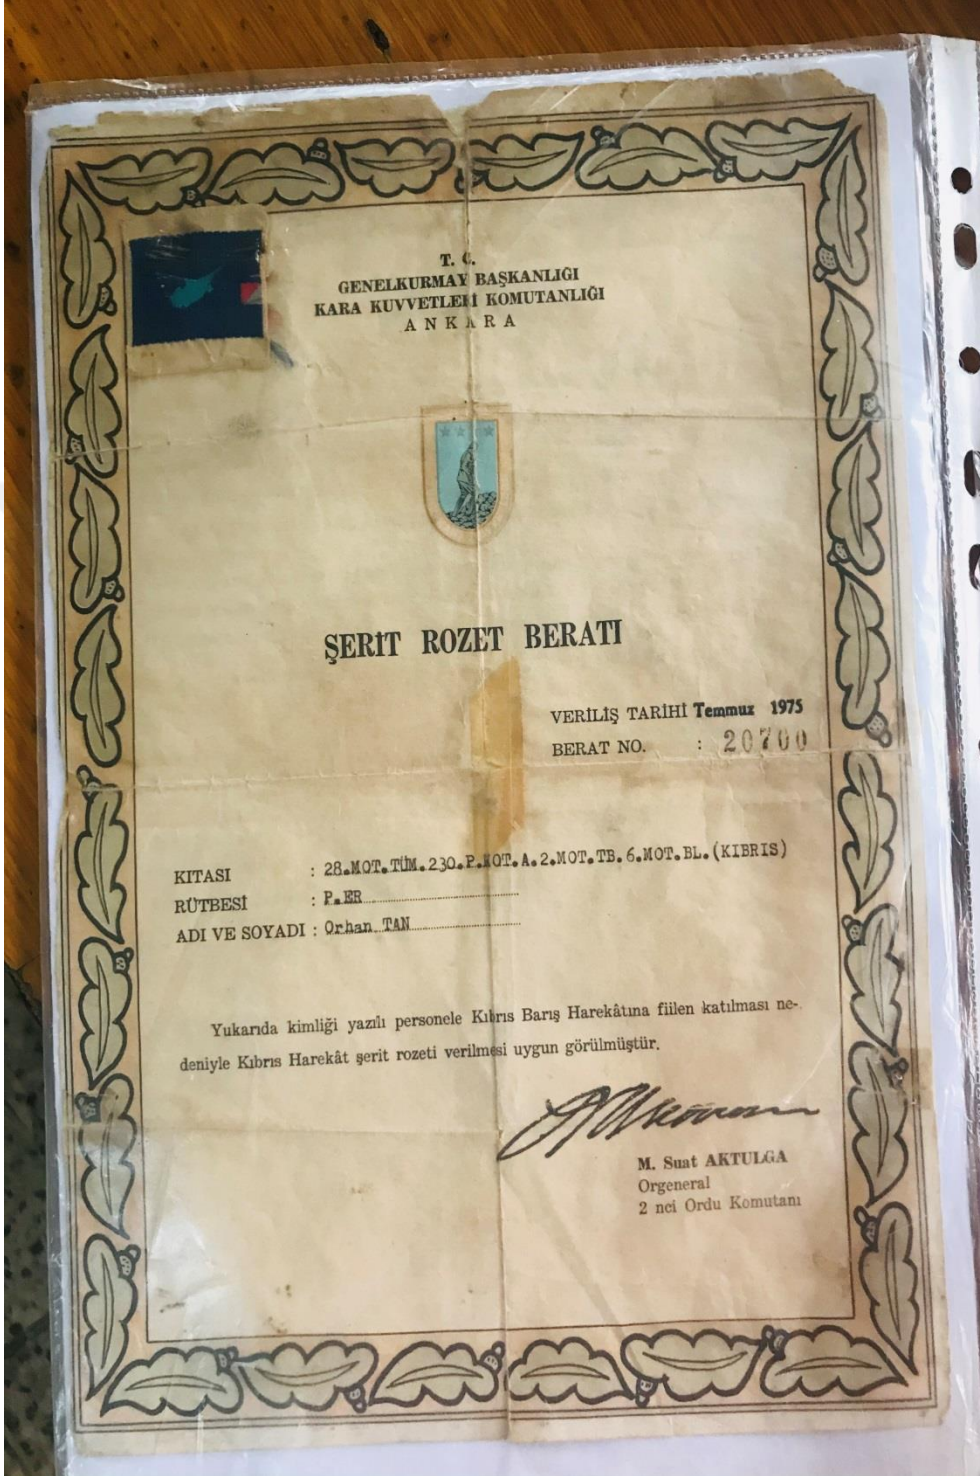 T. C.
GENELKURMAY BAŞKANLIĞI
KARA KUVVETLERİ KOMUTANLIĞI
ANKARA
ŞERİT ROZET BERATI
VERİLİŞ TARİHİ Temmuz 1975
BERAT NO. : 20700
KITASI : 28.MOT.TÜM.230.P.MOT.A.2.MOT.TB.6.MOT.BL.(KIBRIS)
RÜTBESİ : P.ER
ADI VE SOYADI : Orhan TAN
Yukarıda kimliği yazılı personele Kıbrıs Barış Harekâtına fiilen katılması ne-
deniyle Kıbrıs Harekât şerit rozeti verilmesi uygun görülmüştür.
M. Suat AKTULGA
Orgeneral
2 nci Ordu Komutanı